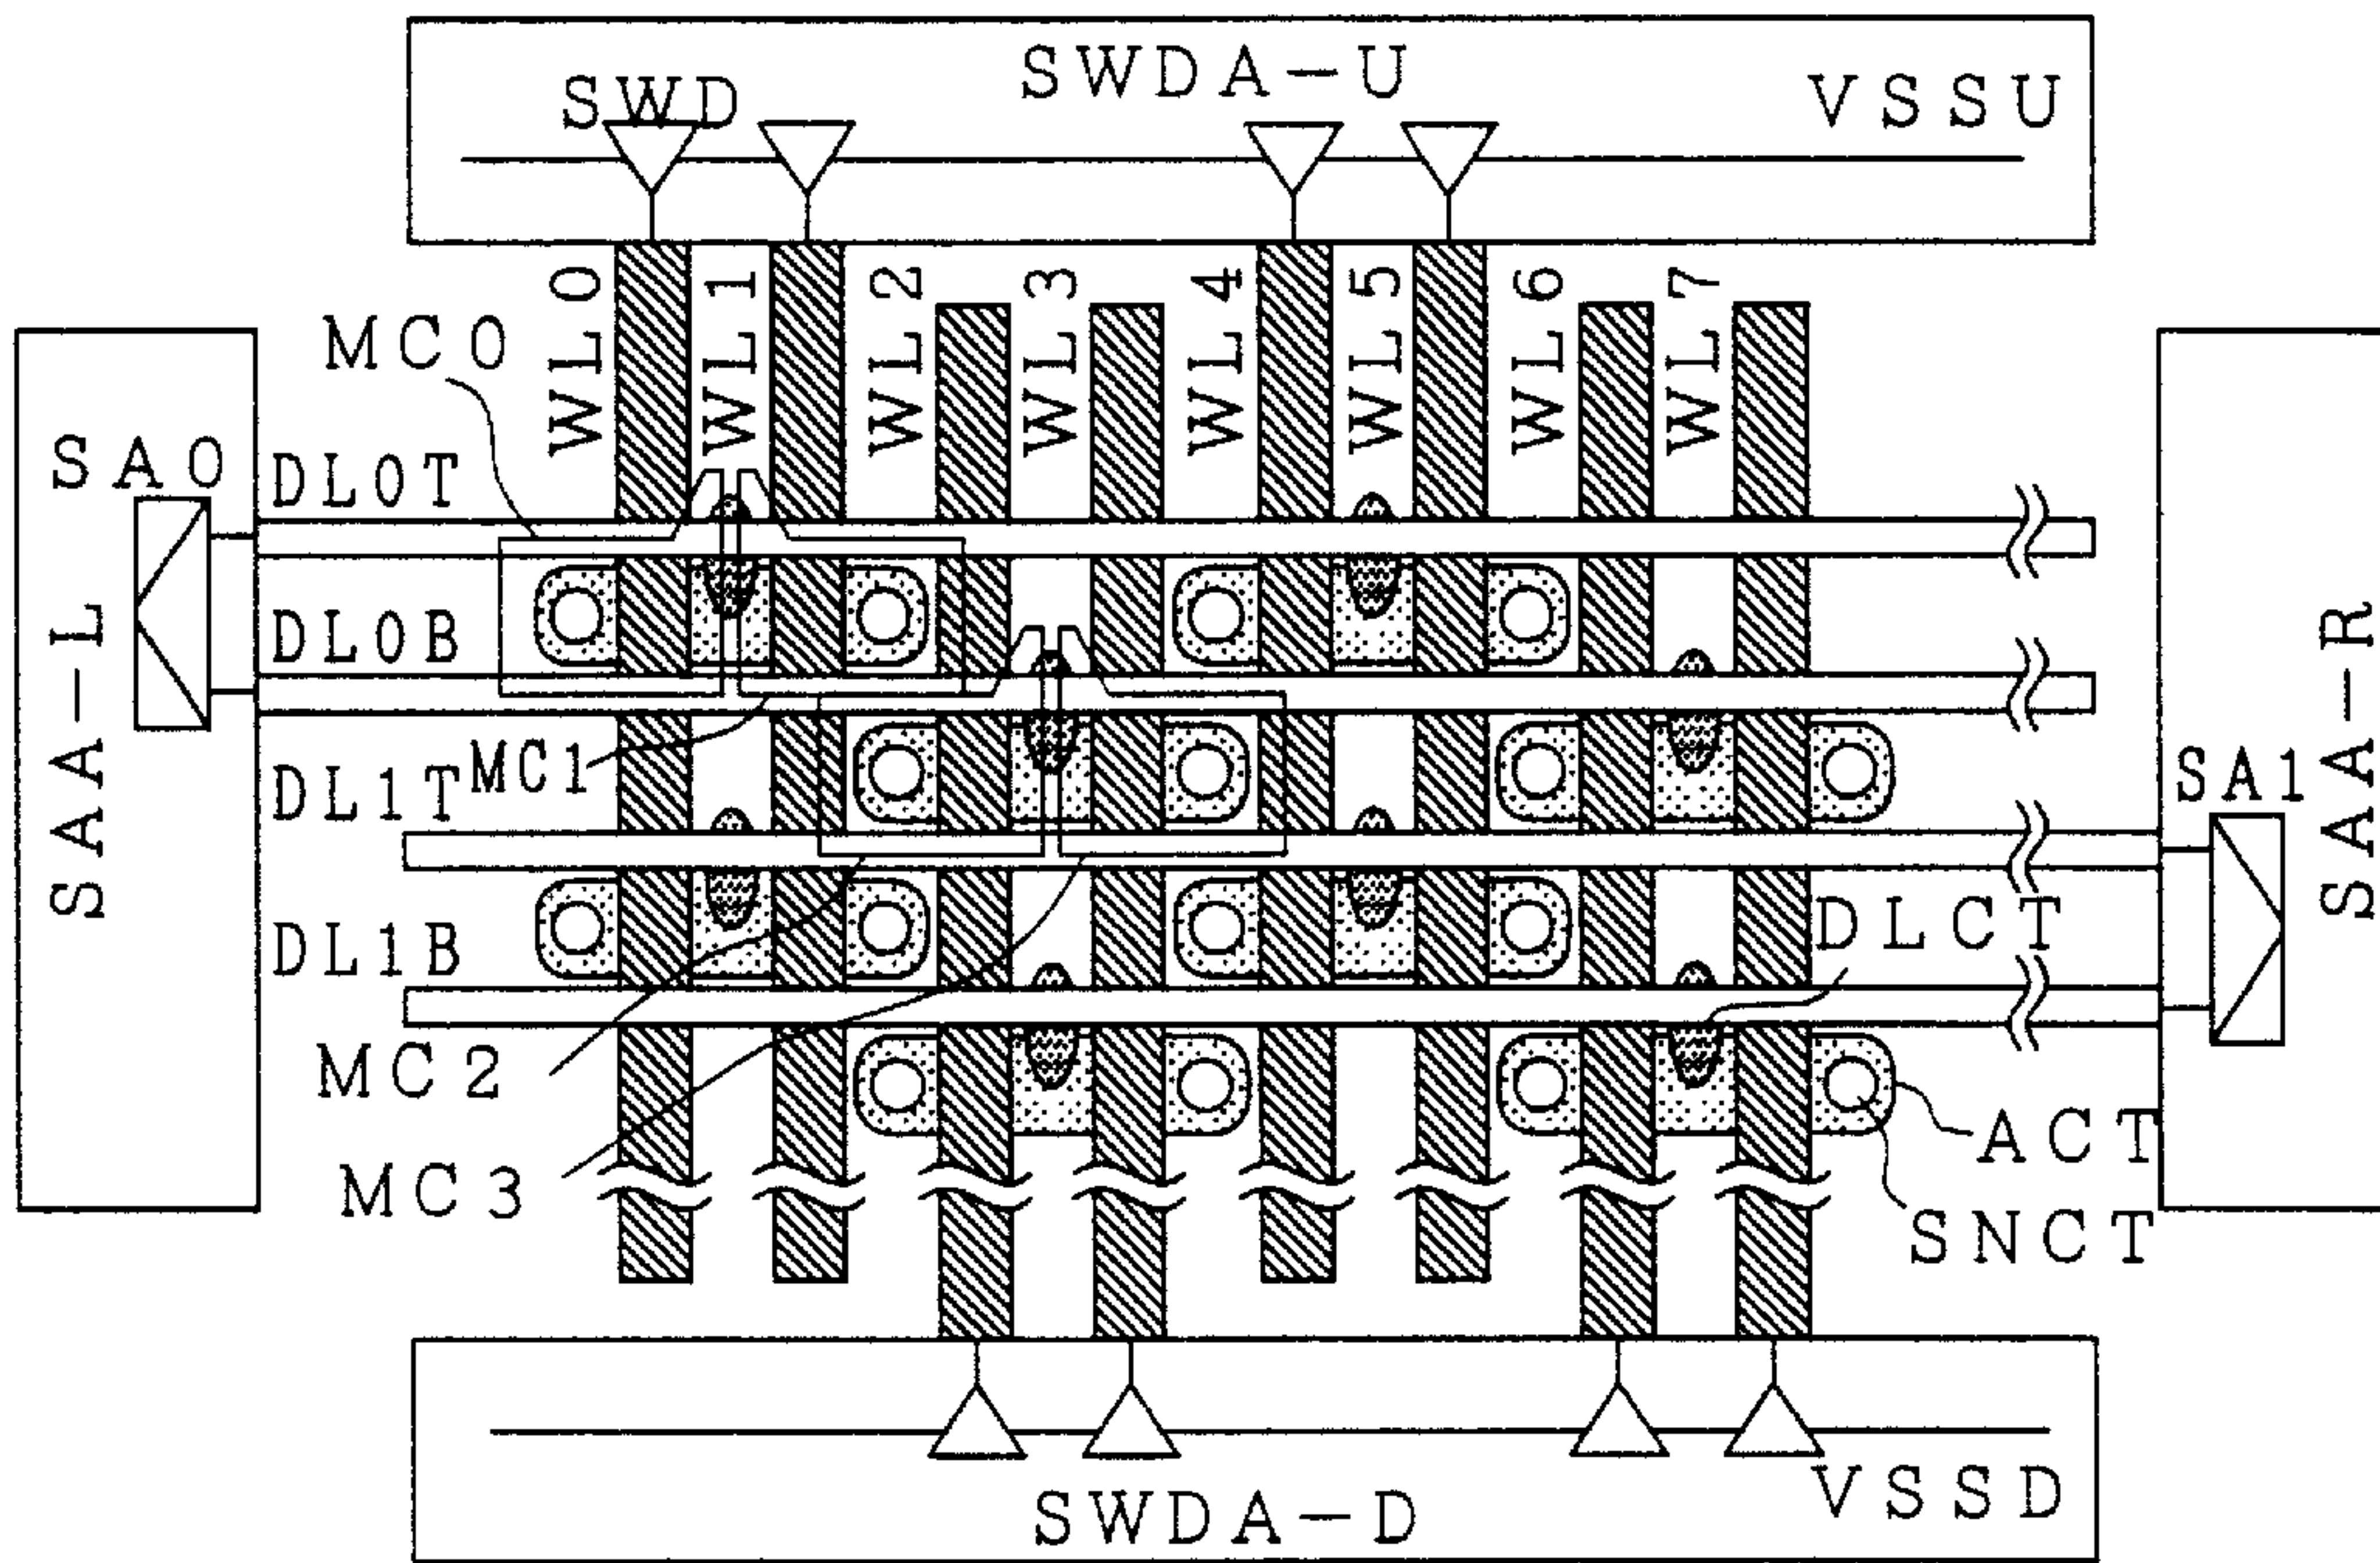 SWDA-U
SWD
VSSU
WL0
WL1
WL2
WL3
WL4
WL5
WL6
WL7
MC0
SA0
DL0T
DL0B
SAA-L
SAA-R
MC1
DL1T
SA1
DL1B
DLCT
MC2
ACT
MC3
SNCT
VSSD
SWDA-D